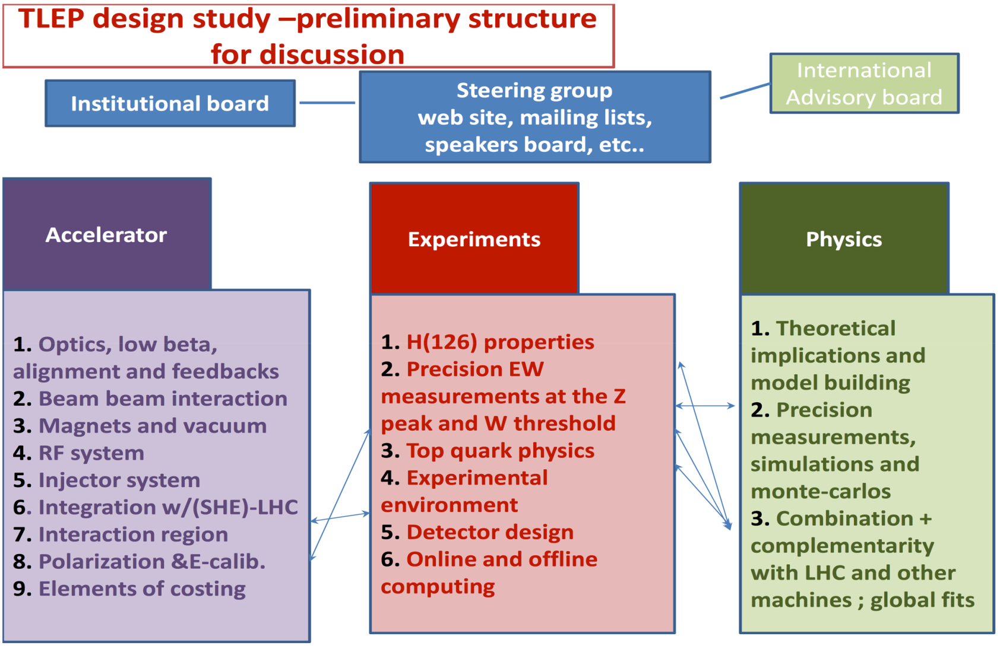 TLEP design study –preliminary structure
for discussion
Institutional board
Steering group
web site, mailing lists,
speakers board, etc..
International
Advisory board
Accelerator
1. Optics, low beta,
alignment and feedbacks
2. Beam beam interaction
3. Magnets and vacuum
4. RF system
5. Injector system
6. Integration w/(SHE)-LHC
7. Interaction region
8. Polarization &E-calib.
9. Elements of costing
Experiments
1. H(126) properties
2. Precision EW
measurements at the Z
peak and W threshold
3. Top quark physics
4. Experimental
environment
5. Detector design
6. Online and offline
computing
Physics
1. Theoretical
implications and
model building
2. Precision
measurements,
simulations and
monte-carlos
3. Combination +
complementarity
with LHC and other
machines ; global fits